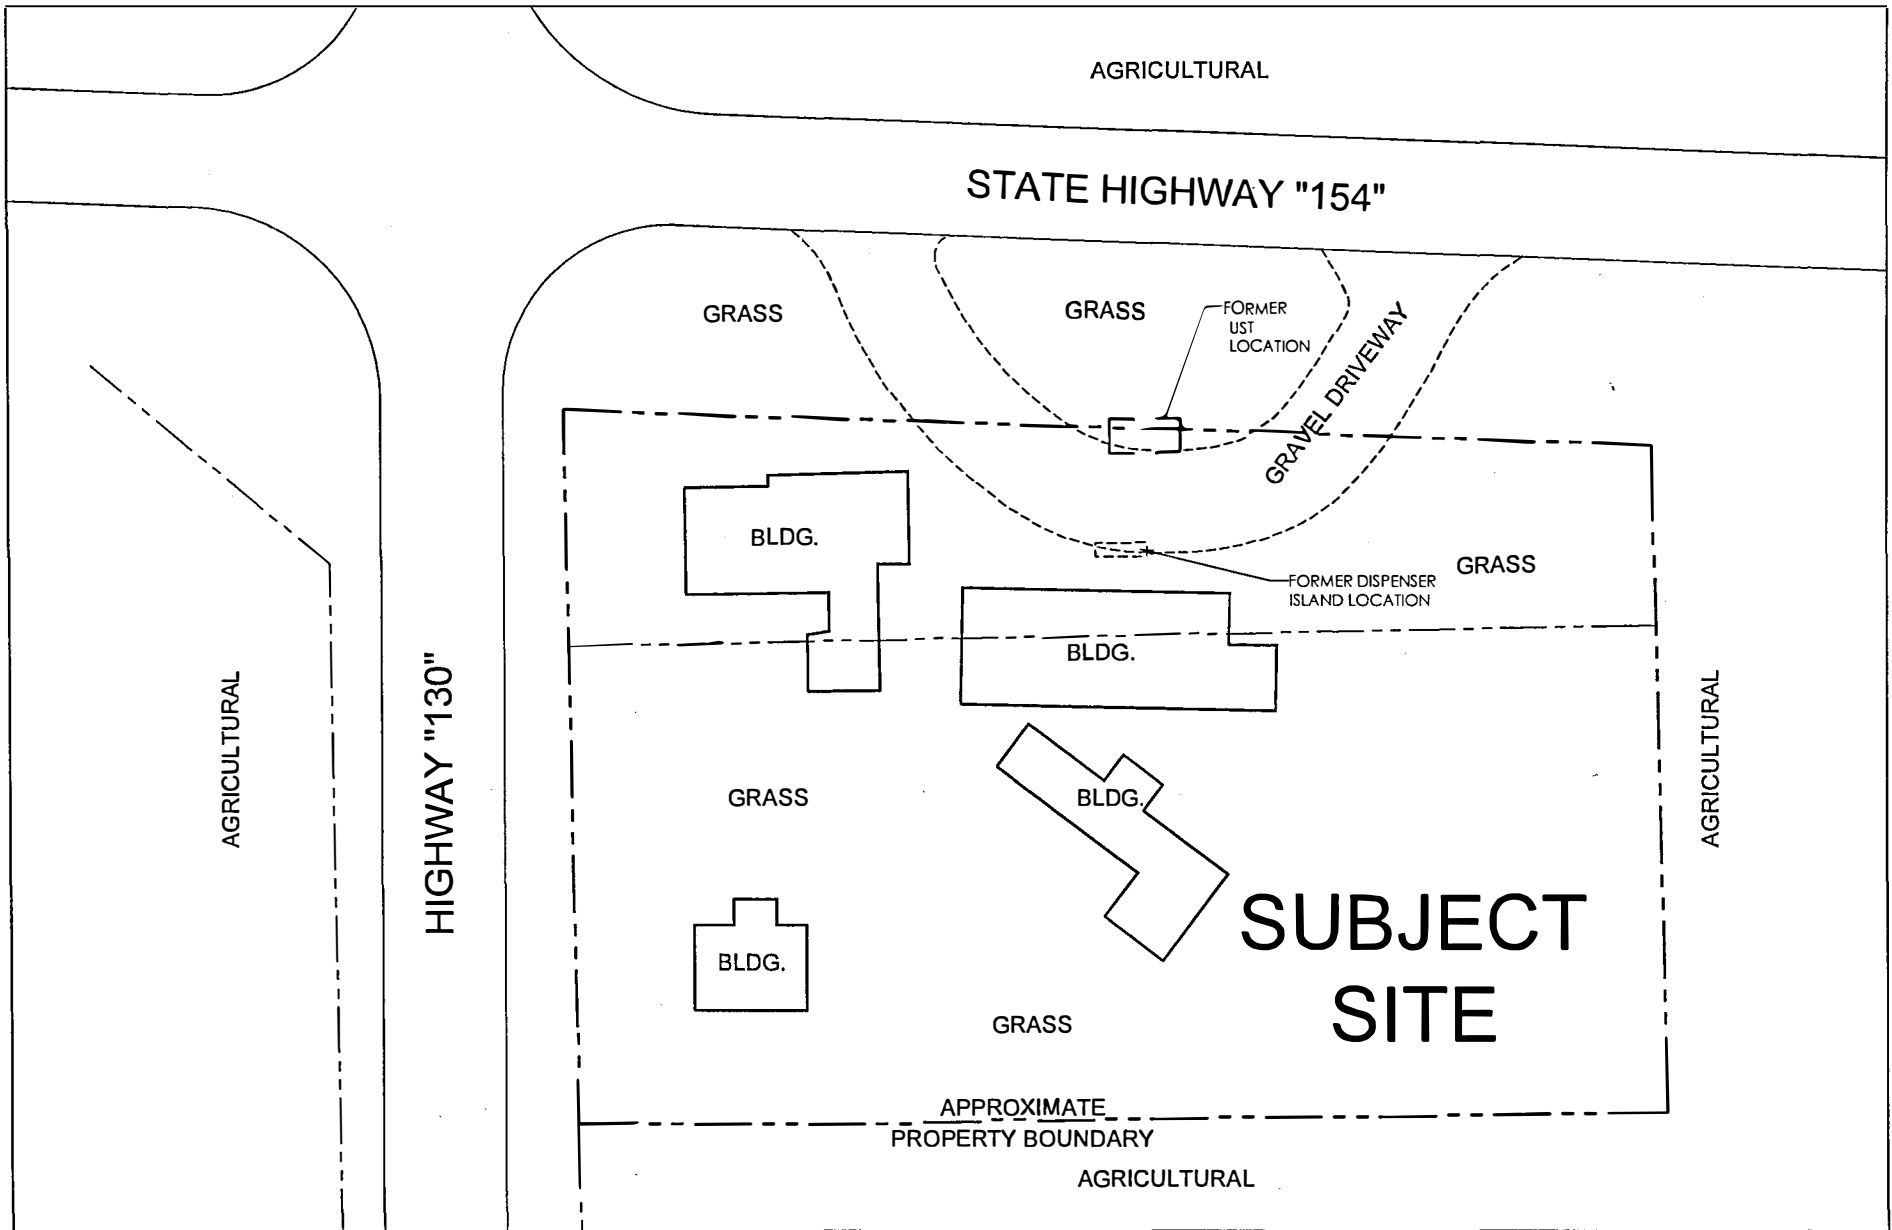 AGRICULTURAL
STATE HIGHWAY "154"
GRASS
GRASS
FORMER
UST
LOCATION
GRAVEL DRIVEWAY
BLDG.
GRASS
FORMER DISPENSER
ISLAND LOCATION
BLDG.
AGRICULTURAL
HIGHWAY "130"
AGRICULTURAL
GRASS
BLDG.
SUBJECT
SITE
BLDG.
GRASS
APPROXIMATE
PROPERTY BOUNDARY
AGRICULTURAL